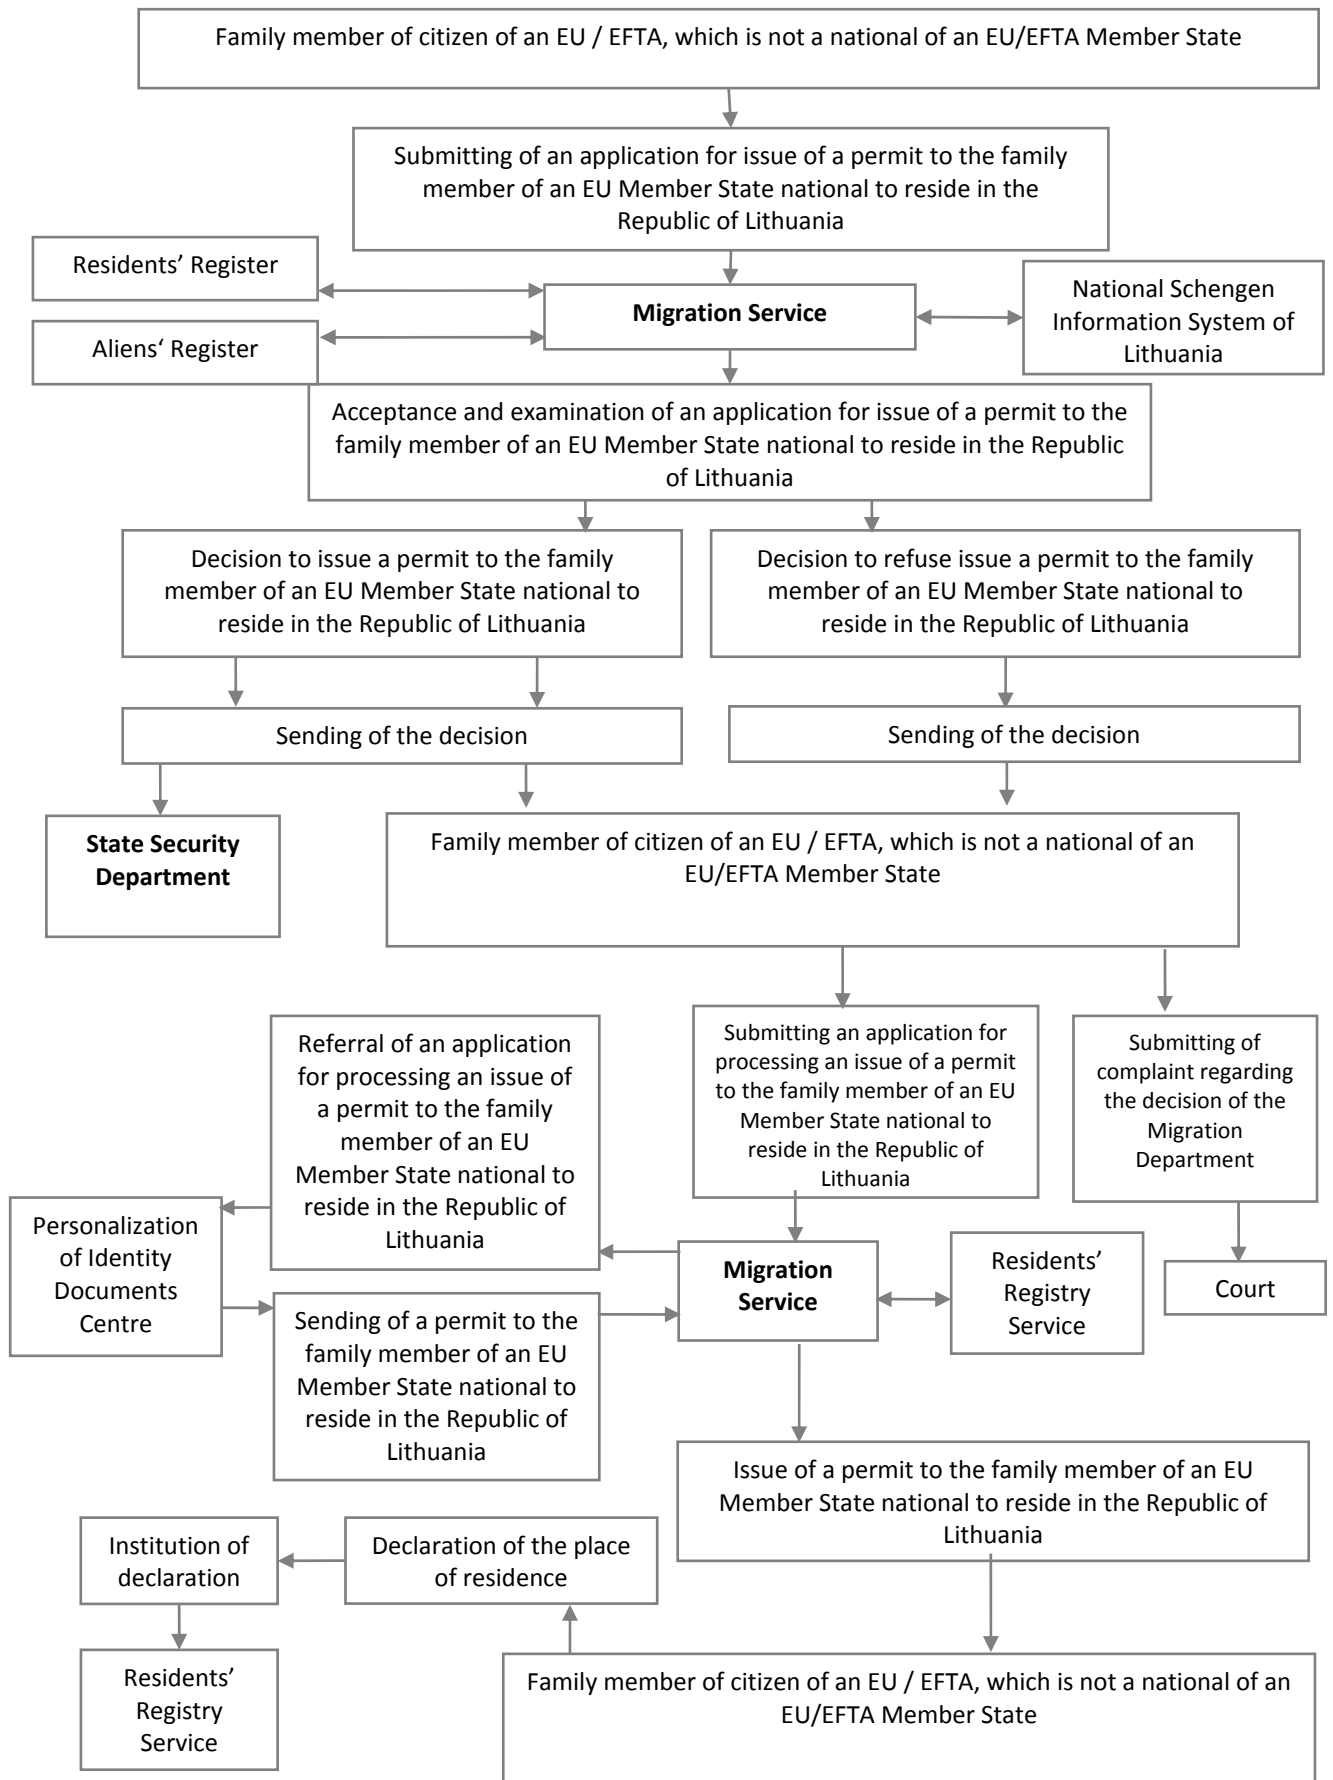 Family member of citizen of an EU / EFTA, which is not a national of an EU/EFTA Member State
Submitting of an application for issue of a permit to the family
member of an EU Member State national to reside in the
Republic of Lithuania
Residents’ Register
Migration Service
National Schengen
Information System of
Lithuania
Aliens‘ Register
Acceptance and examination of an application for issue of a permit to the
family member of an EU Member State national to reside in the Republic
of Lithuania
Decision to issue a permit to the family
member of an EU Member State national to
reside in the Republic of Lithuania
Decision to refuse issue a permit to the family
member of an EU Member State national to
reside in the Republic of Lithuania
Sending of the decision
Sending of the decision
State Security
Department
Family member of citizen of an EU / EFTA, which is not a national of an
EU/EFTA Member State
Referral of an application
for processing an issue of
a permit to the family
member of an EU
Member State national to
reside in the Republic of
Lithuania
Submitting an application for
processing an issue of a permit
to the family member of an EU
Member State national to
reside in the Republic of
Lithuania
Submitting of
complaint regarding
the decision of the
Migration
Department
Personalization
of Identity
Documents
Centre
Migration
Service
Residents’
Registry
Service
Court
Sending of a permit to the
family member of an EU
Member State national to
reside in the Republic of
Lithuania
Issue of a permit to the family member of an EU
Member State national to reside in the Republic of
Lithuania
Institution of
declaration
Declaration of the place
of residence
Residents’
Registry
Service
Family member of citizen of an EU / EFTA, which is not a national of an
EU/EFTA Member State